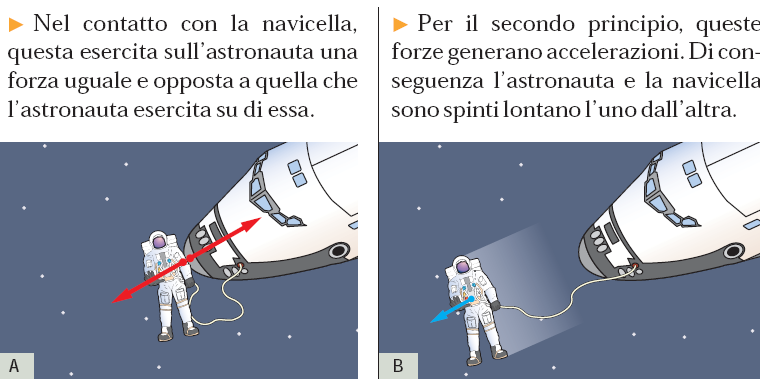 ► Nel contatto con la navicella,
questa esercita sull'astronauta una
forza uguale e opposta a quella che
l'astronauta esercita su di essa.
► Per il secondo principio, queste
forze generano accelerazioni. Di con-
seguenza l'astronauta e la navicella
sono spinti lontano l'uno dall'altra.
A
B